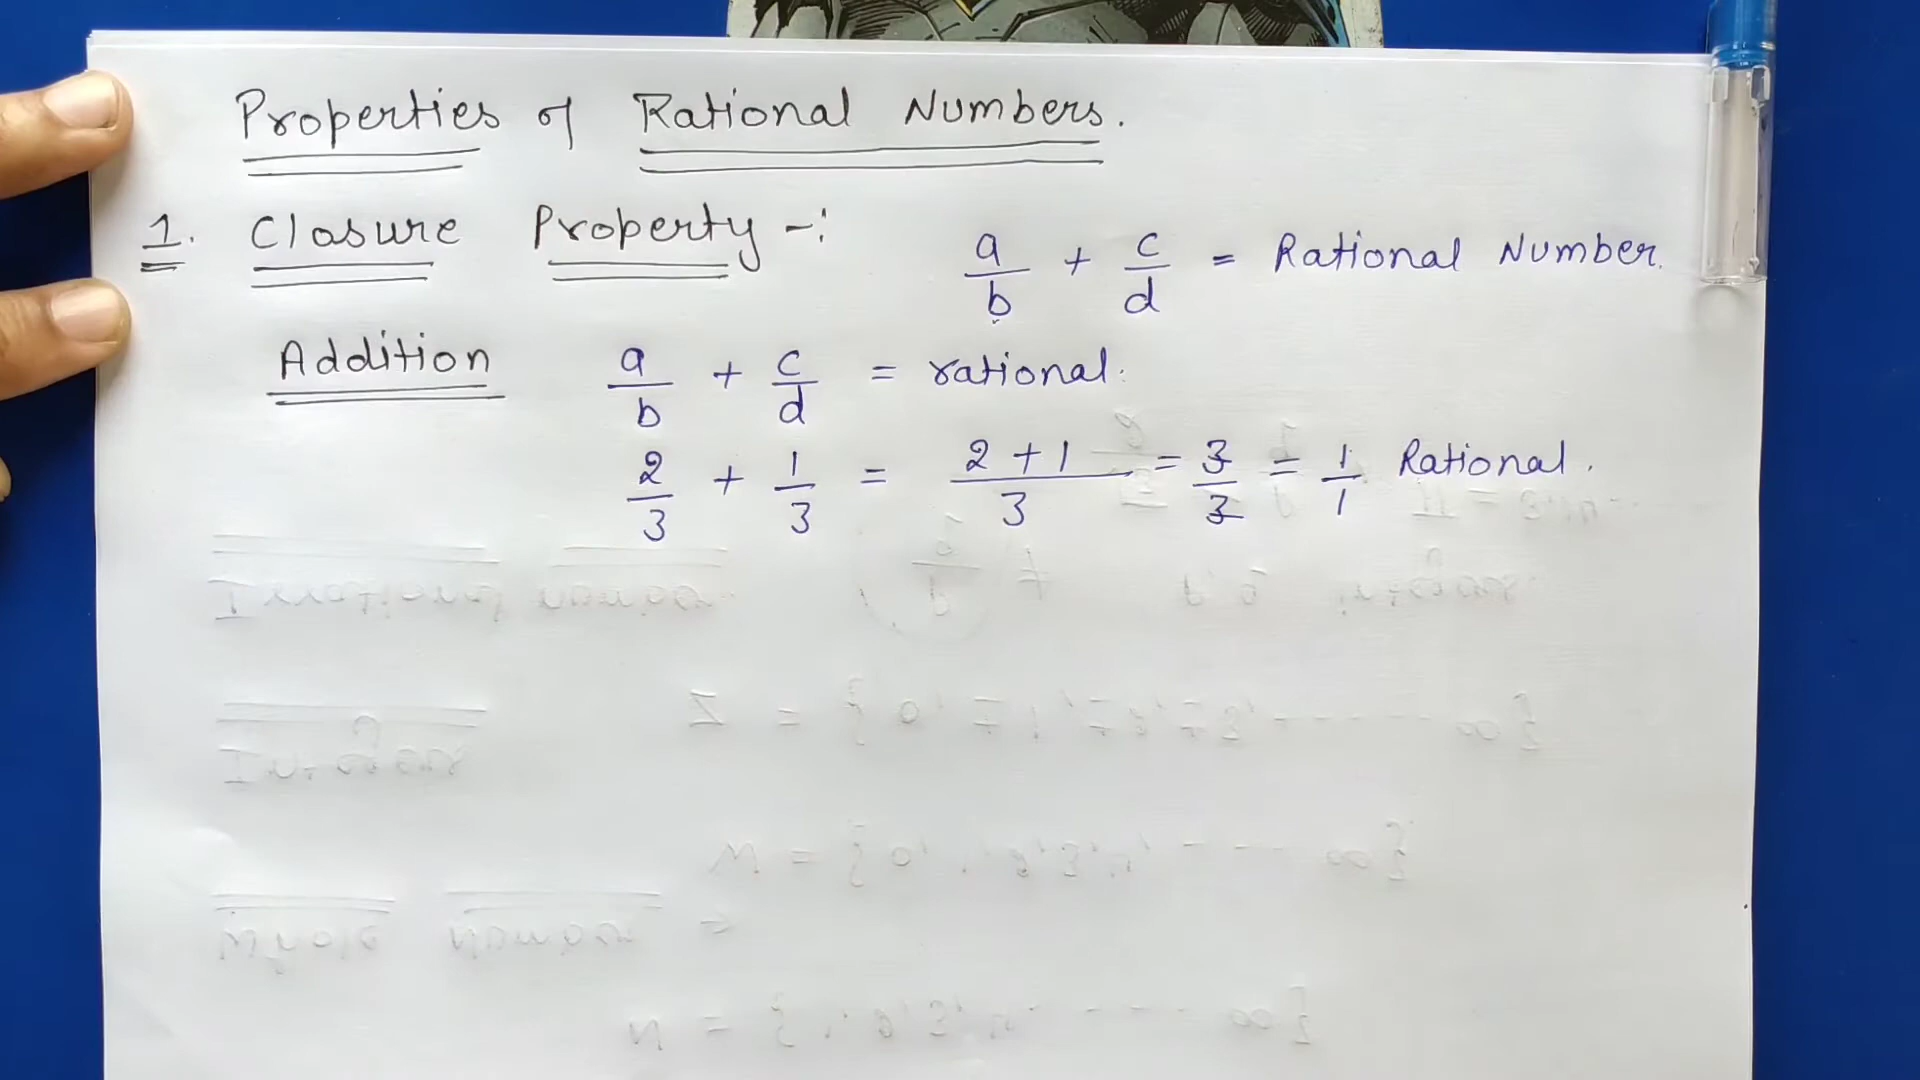 Properties of Rational Numbers.
1. Closure Property -:
a/b + c/d = Rational Number.
Addition a/b + c/d = rational.
2/3 + 1/3 = 2+1/3 = 3/3 = 1/1 Rational.